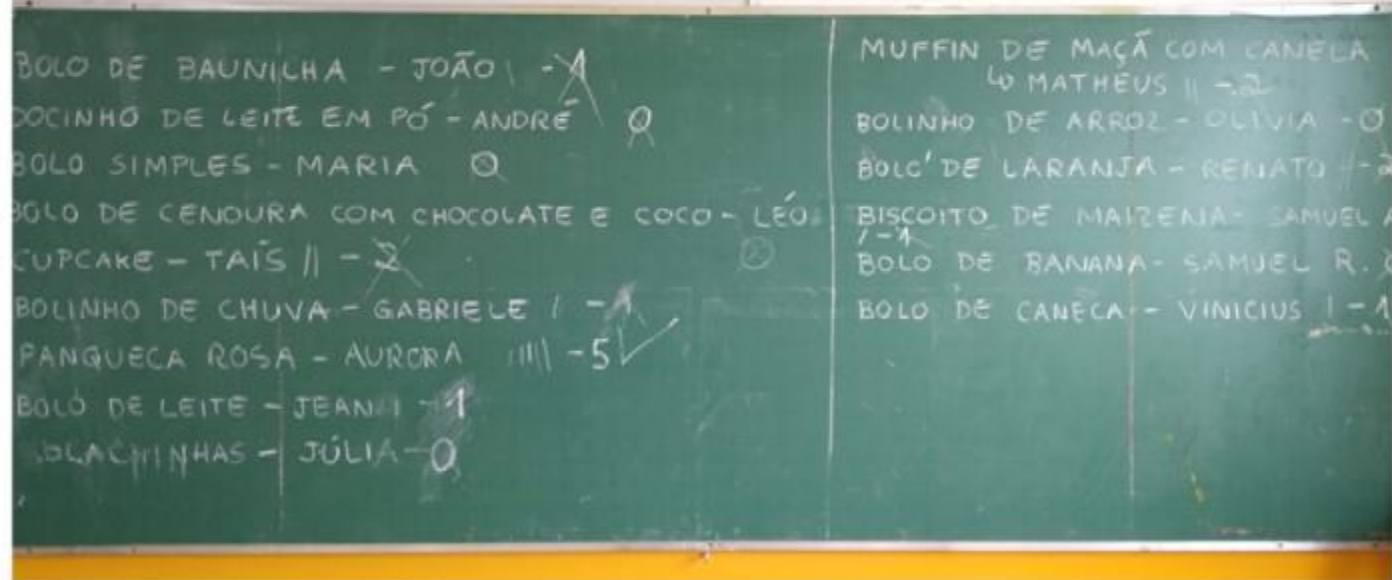 BOLO DE BAUNILHA - JOÃO | - 1
DOCINHO DE LEITE EM PÓ - ANDRÉ 0
BOLO SIMPLES - MARIA 0
BOLO DE CENOURA COM CHOCOLATE E COCO - LÉO
0
CUPCAKE - TAÍS || - 2
BOLINHO DE CHUVA - GABRIELE | - 1
PANQUECA ROSA - AURORA ||||| - 5
BOLO DE LEITE - JEAN | - 1
BOLACHINHAS - JÚLIA - 0
MUFFIN DE MAÇÃ COM CANELA
↳ MATHEUS || - 2
BOLINHO DE ARROZ - OLIVIA - 0
BOLO DE LARANJA - RENATO || - 2
BISCOITO DE MAIZENA - SAMUEL
| - 1
BOLO DE BANANA - SAMUEL R.
BOLO DE CANECA - VINICIUS | - 1